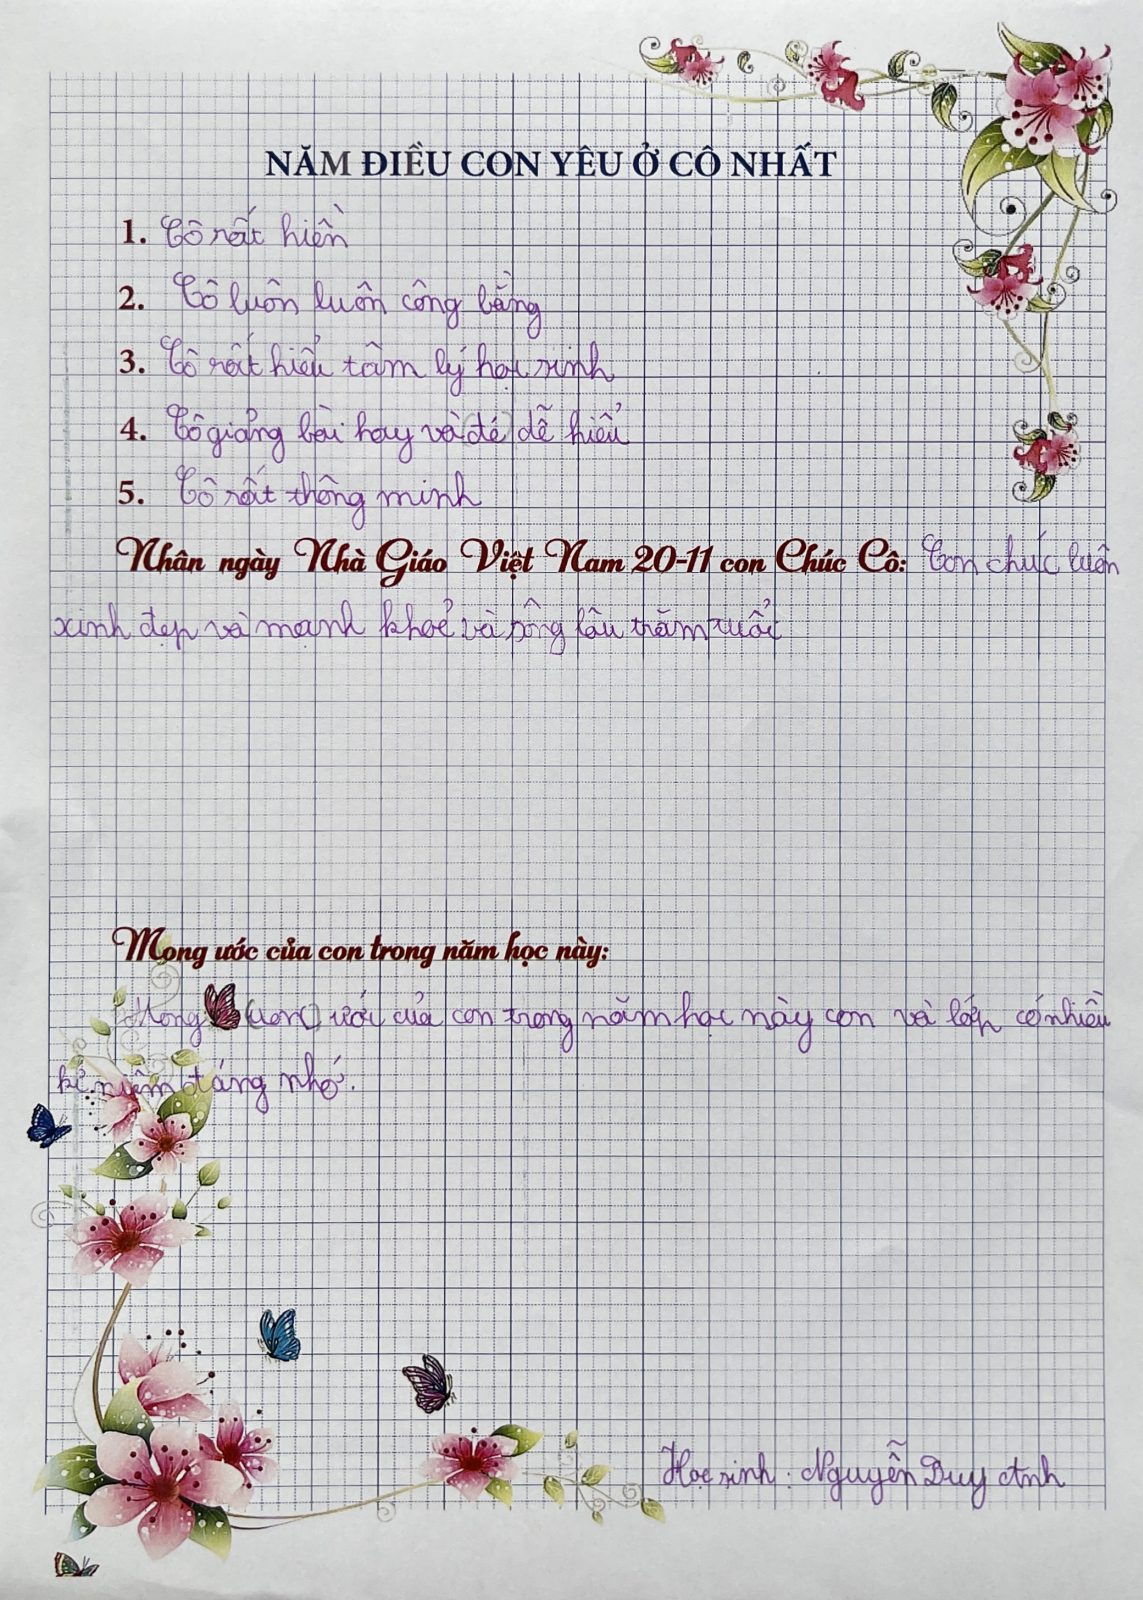 NĂM ĐIỀU CON YÊU Ở CÔ NHẤT
1. Cô rất hiền
2. Cô luôn luôn công bằng
3. Cô rất hiểu tâm lý học sinh
4. Cô giảng bài hay và (dé) dễ hiểu
5. Cô rất thông minh
Nhân ngày Nhà Giáo Việt Nam 20-11 con Chúc Cô: Con chúc luôn
xinh đẹp và mạnh khoẻ và sống lâu trăm tuổi
Mong ước của con trong năm học này:
Mong (uơn) ước của con trong năm học này con và lớp có nhiều
kỉ niệm đáng nhớ.
Học sinh: Nguyễn Duy Anh